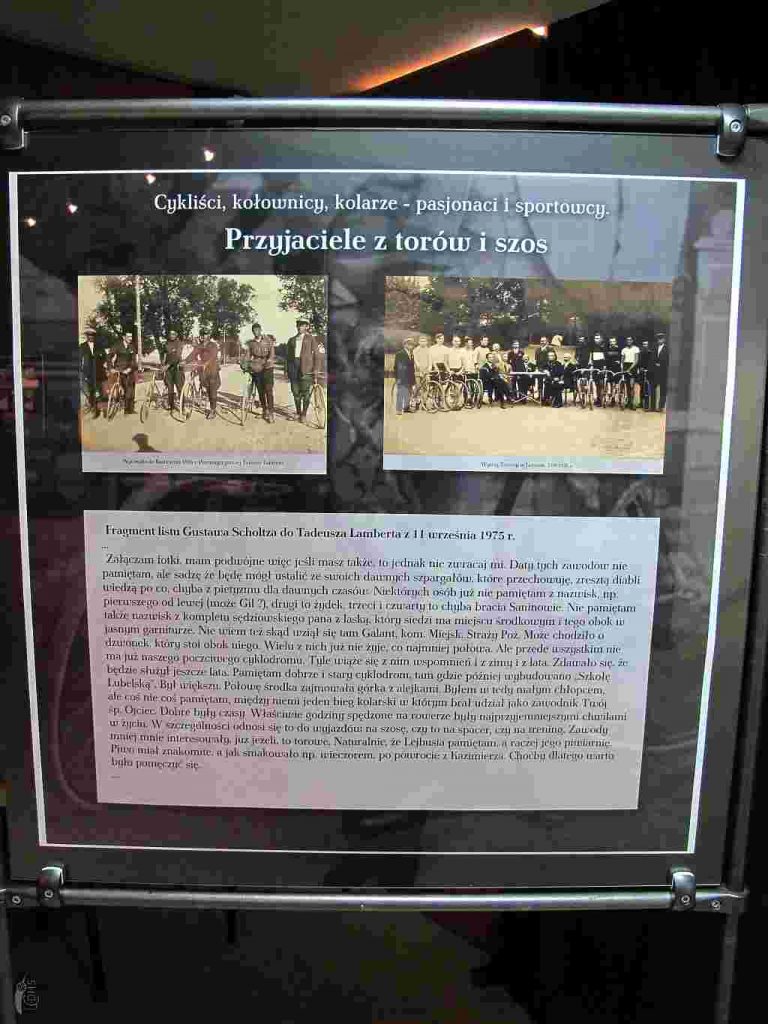 Cykliści, kołownicy, kolarze - pasjonaci i sportowcy.
Przyjaciele z torów i szos
Fragment listu Gustawa Scholtza do Tadeusza Lamberta z 11 września 1975 r.
...
Załączam fotki, mam podwójne więc jeśli masz także, to jednak nie zwracaj mi. Daty tych zawodów nie
pamiętam, ale sądzę że będę mógł ustalić ze swoich dawnych szpargałów, które przechowuję, zresztą diabli
wiedzą po co, chyba z pietyzmu dla dawnych czasów. Niektórych osób już nie pamiętam z nazwisk, np.
pierwszego od lewej (może Gil ?), drugi to żydek, trzeci i czwarty to chyba bracia Saninowie. Nie pamiętam
także nazwisk z kompletu sędziowskiego pana z laską, który siedzi ma miejscu środkowym i tego obok w
jasnym garniturze. Nie wiem też skąd wziął się tam Galant, kom. Miejsk. Straży Poż. Może chodziło o
dzwonek, który stoi obok niego. Wielu z nich już nie żyje, co najmniej połowa. Ale przede wszystkim nie
ma już naszego poczciwego cyklodromu. Tyle wiąże się z nim wspomnień i z zimy i z lata. Zdawało się, że
będzie służył jeszcze lata. Pamiętam dobrze i stary cyklodrom, tam gdzie później wybudowano „Szkołę
Lubelską”. Był większy. Połowę środka zajmowała górka z alejkami. Byłem w tedy małym chłopcem,
ale coś nie coś pamiętam, między niemi jeden bieg kolarski w którym brał udział jako zawodnik Twój
śp. Ojciec. Dobre były czasy. Właściwie godziny spędzone na rowerze były najprzyjemniejszymi chwilami
w życiu. W szczególności odnosi się to do wyjazdów na szosę, czy to na spacer, czy na trening. Zawody
mniej mnie interesowały, już jeżeli, to torowe. Naturalnie, że Lejbusia pamiętam, a raczej jego piwiarnię.
Piwo miał znakomite, a jak smakowało np. wieczorem, po powrocie z Kazimierza. Choćby dlatego warto
było pomęczyć się.
...